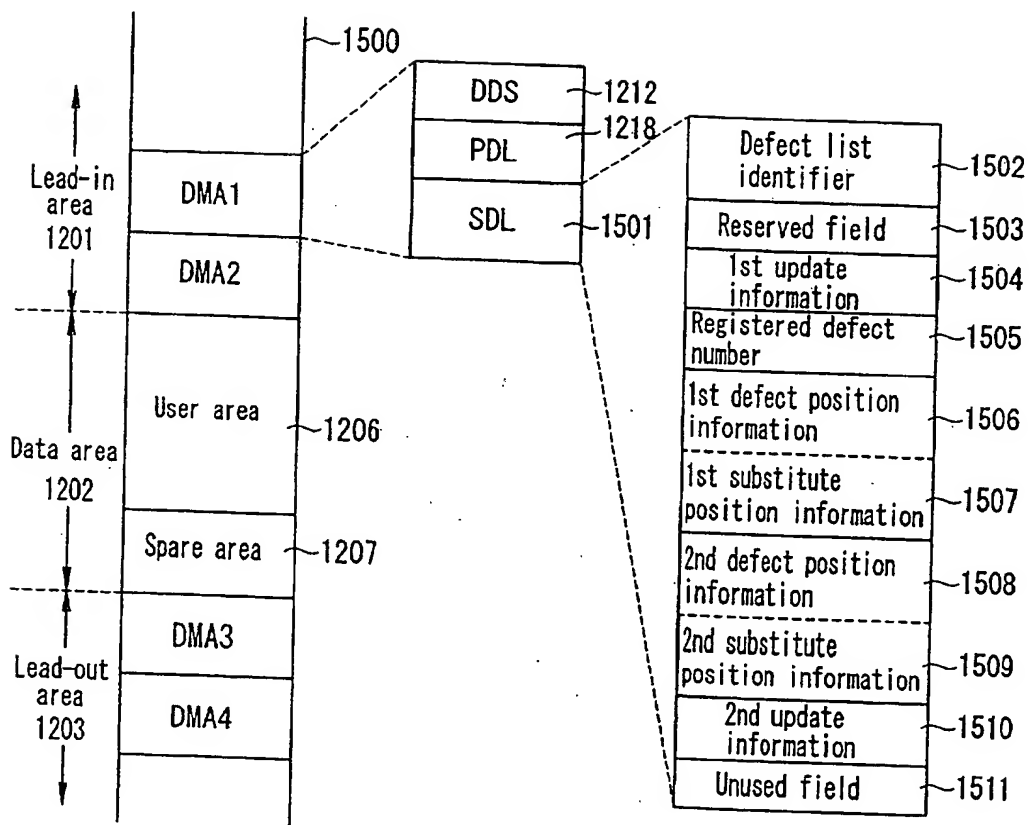 1500
Lead-in
area
1201
DMA1
DMA2
Data area
1202
User area
1206
Spare area
1207
Lead-out
area
1203
DMA3
DMA4
DDS
1212
PDL
1218
SDL
1501
Defect list
identifier
1502
Reserved field
1503
1st update
information
1504
Registered defect
number
1505
1st defect position
information
1506
1st substitute
position information
1507
2nd defect position
information
1508
2nd substitute
position information
1509
2nd update
information
1510
Unused field
1511